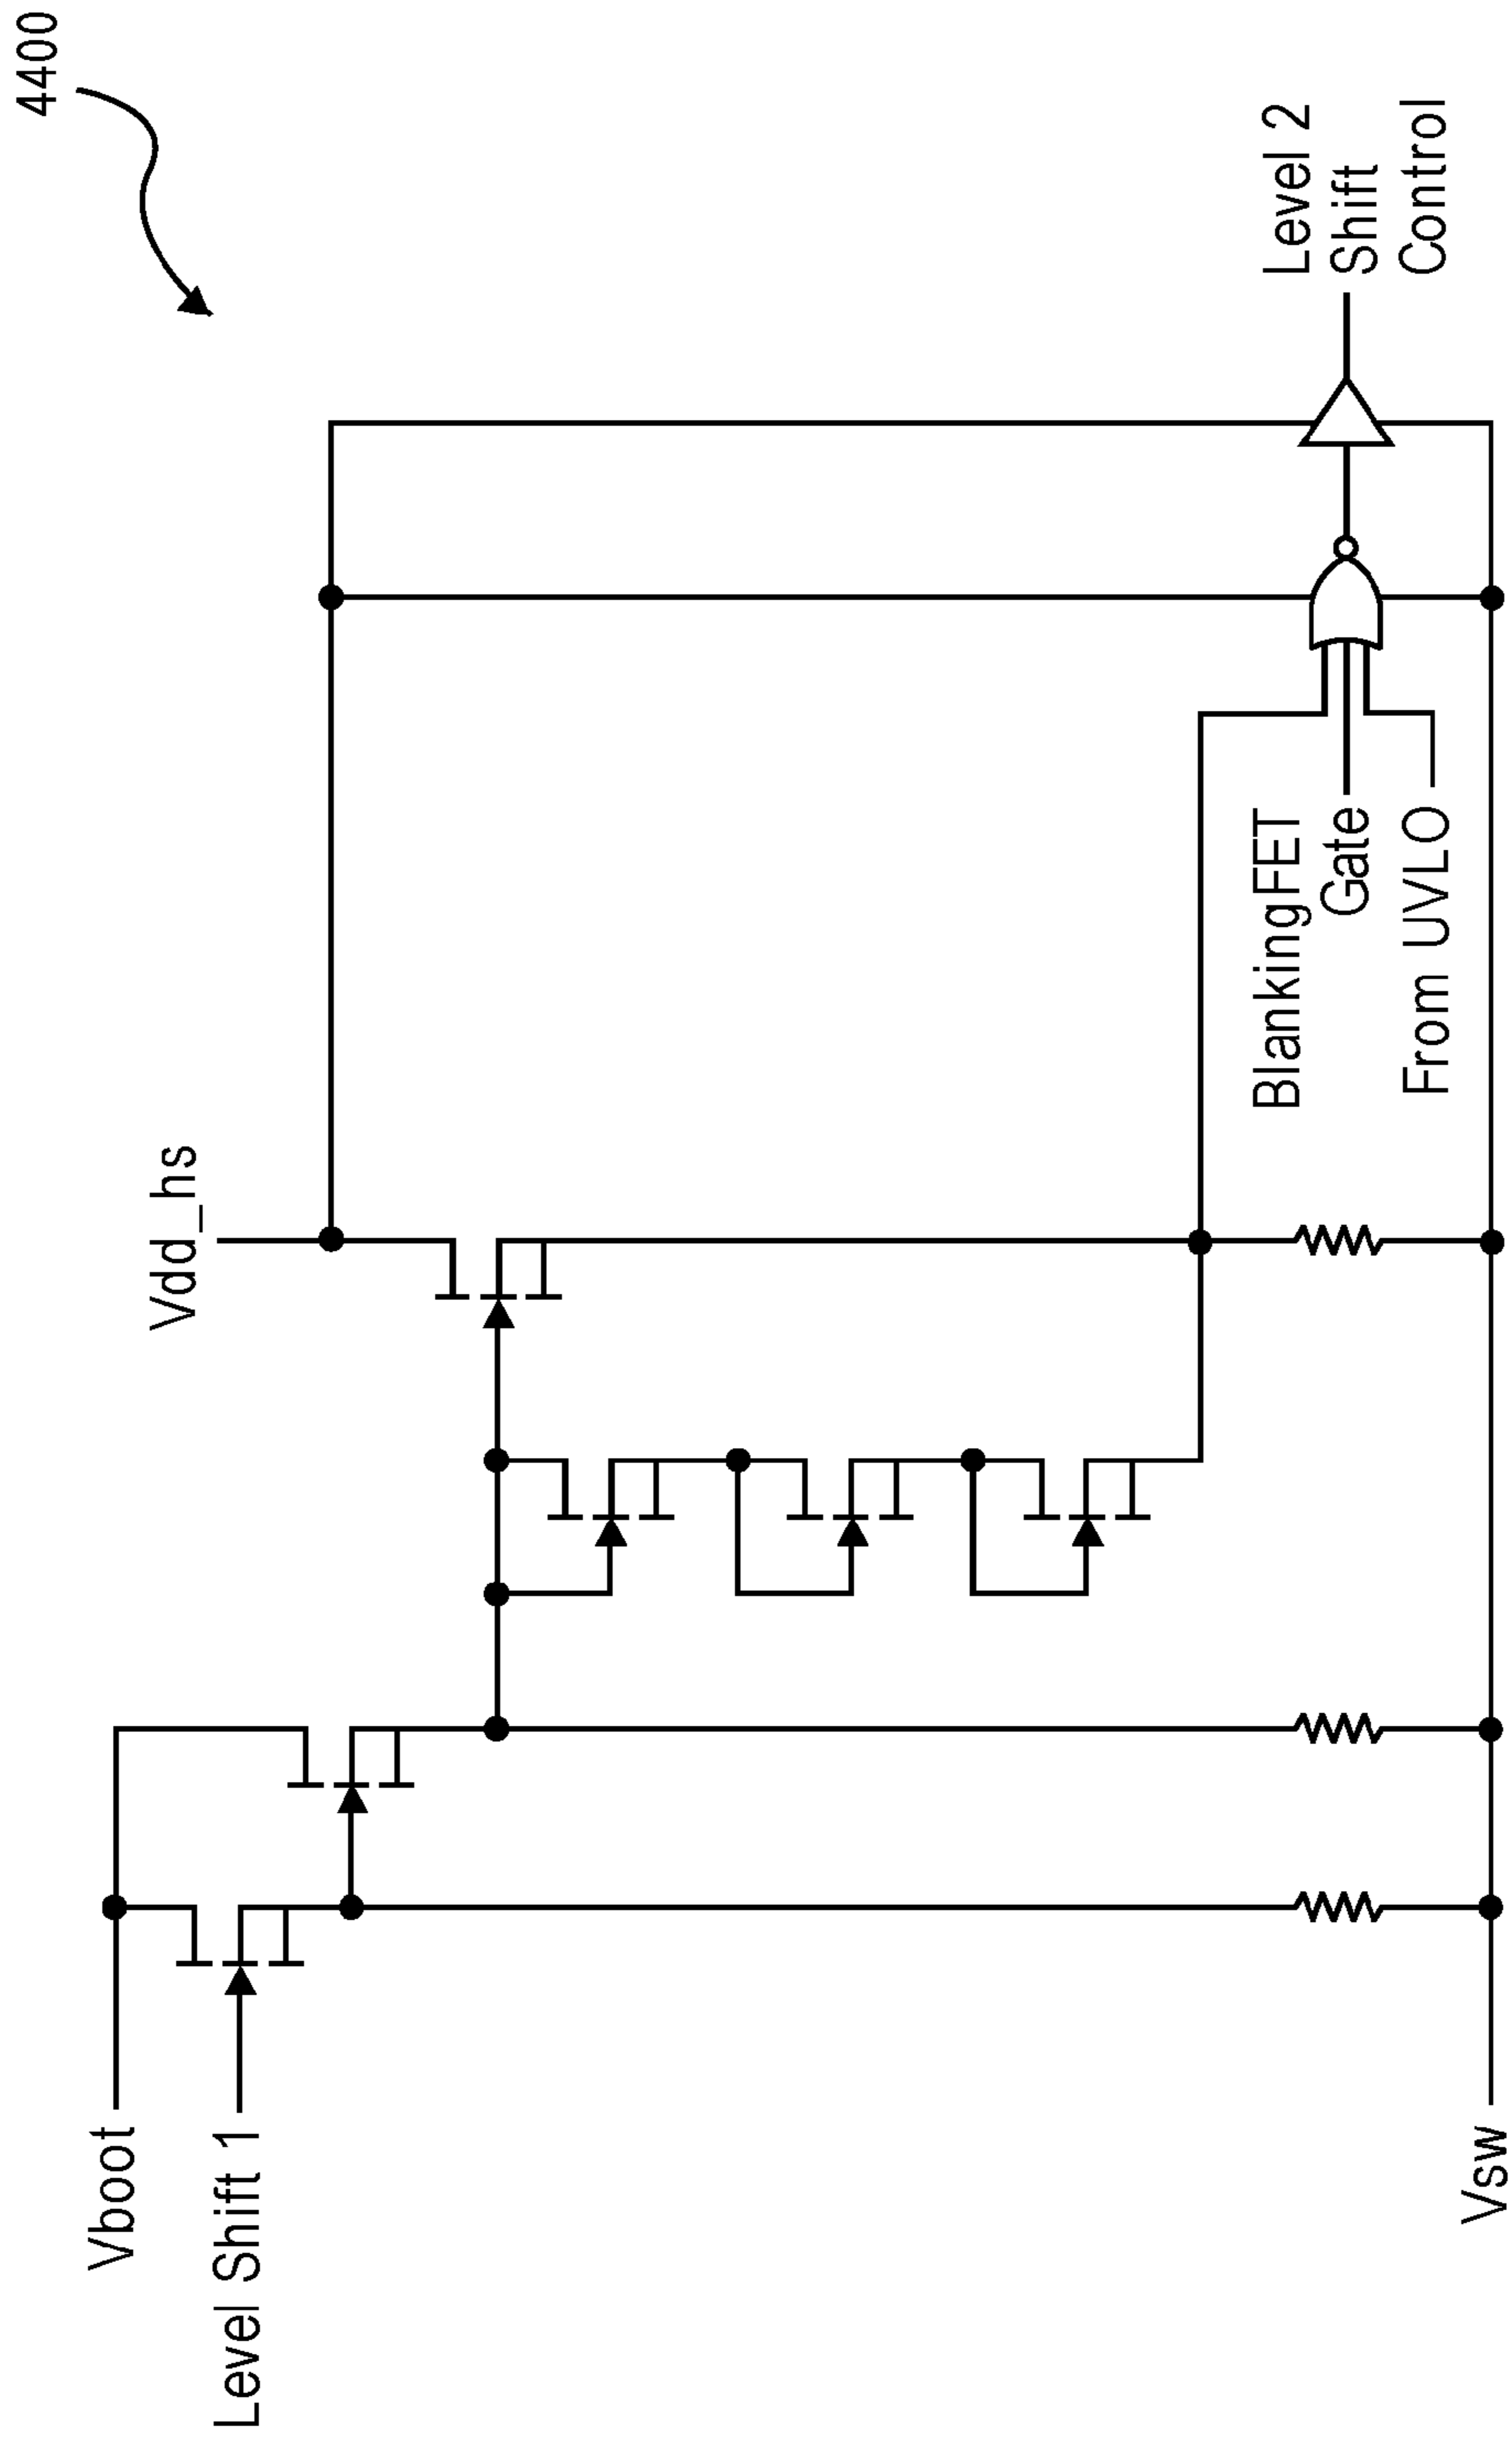 4400
Vboot
Level Shift 1
Vdd_hs
BlankingFET
Gate
From UVLO
Level 2
Shift
Control
Vsw